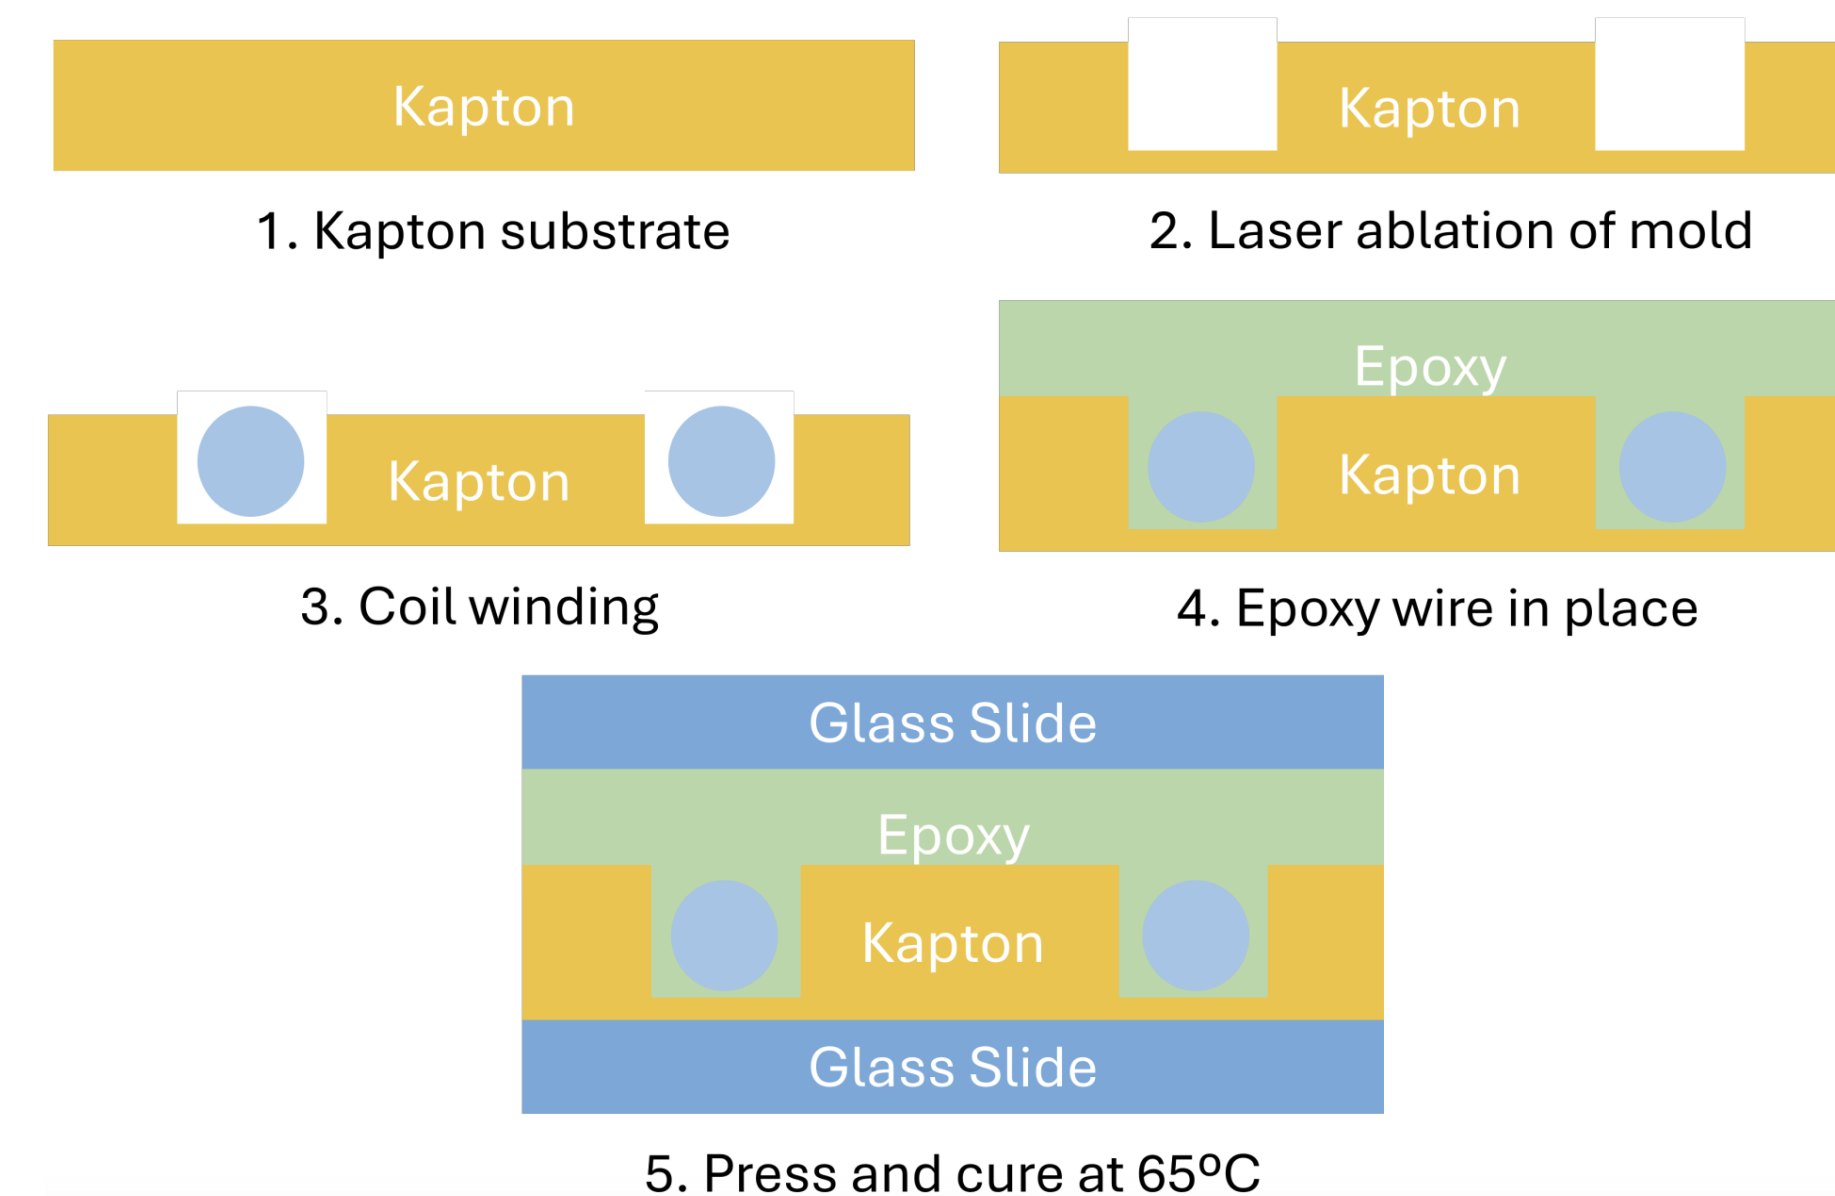 Kapton
1. Kapton substrate
Kapton
2. Laser ablation of mold
Kapton
3. Coil winding
Epoxy
Kapton
4. Epoxy wire in place
Glass Slide
Epoxy
Kapton
Glass Slide
5. Press and cure at 65ºC